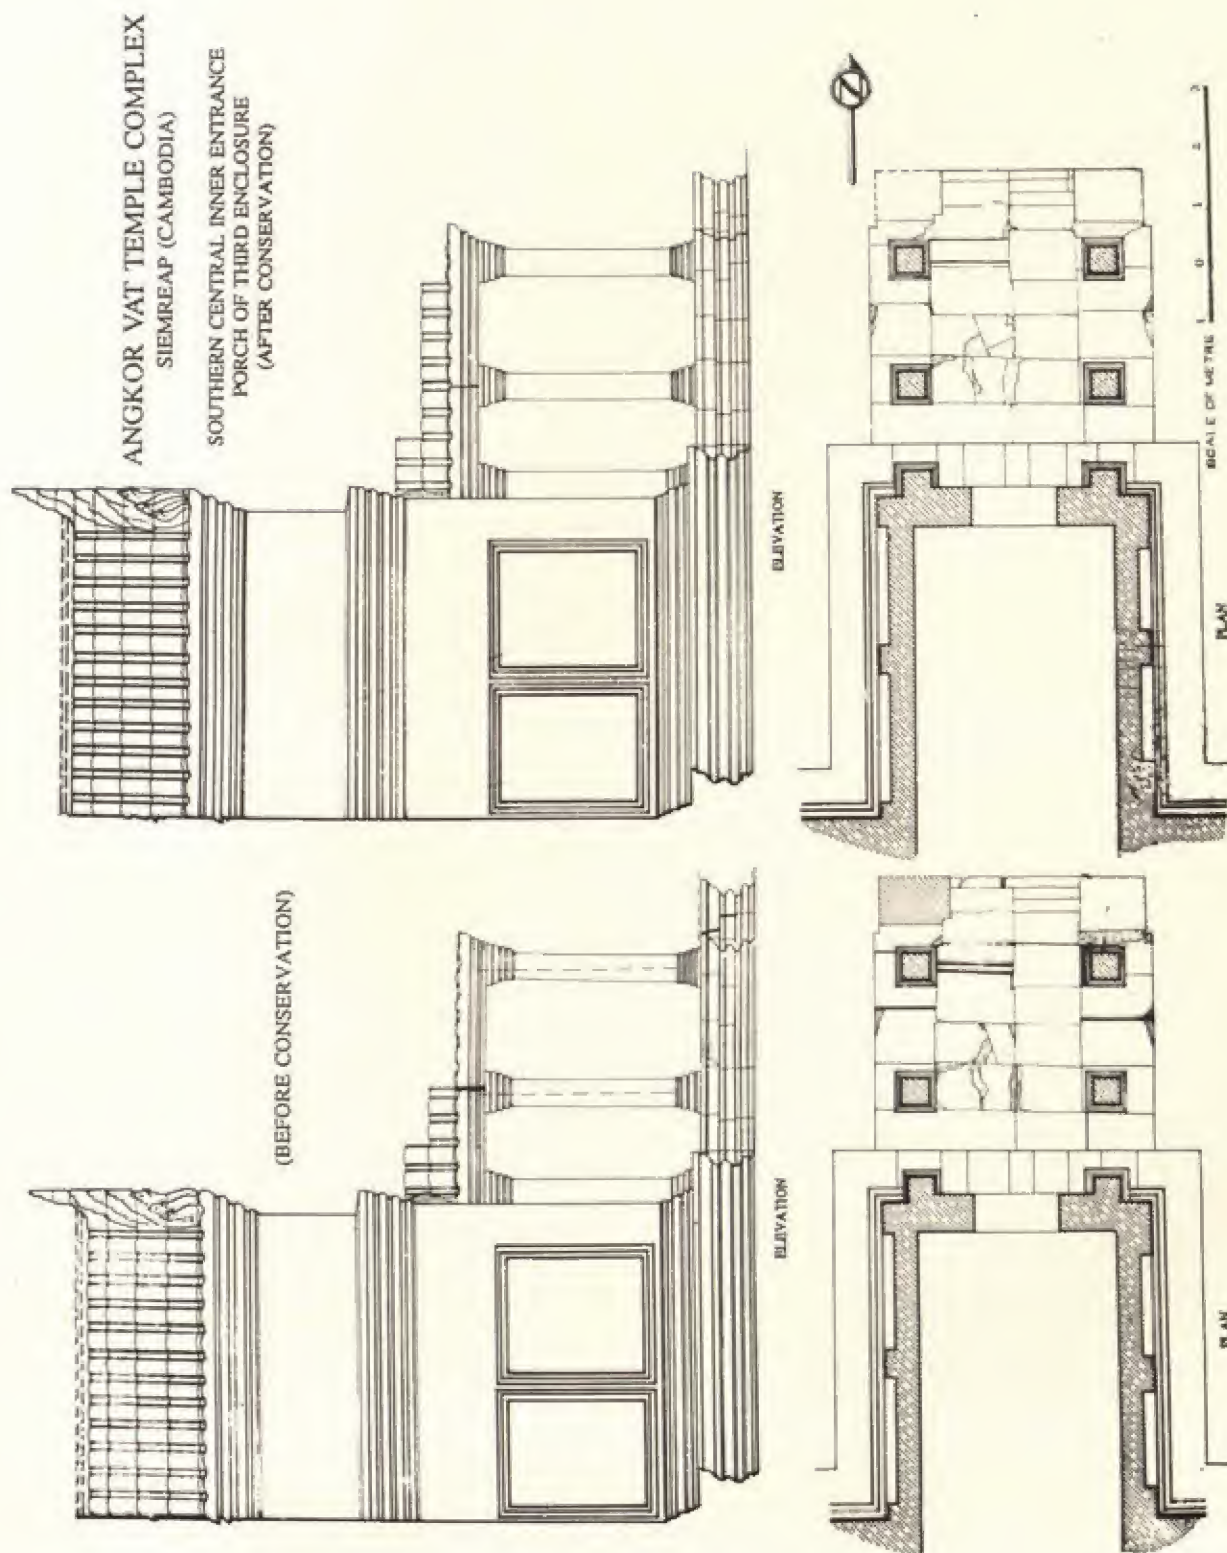 ANGKOR VAT TEMPLE COMPLEX
SIEMREAP (CAMBODIA)
SOUTHERN CENTRAL INNER ENTRANCE
PORCH OF THIRD ENCLOSURE
(AFTER CONSERVATION)
(BEFORE CONSERVATION)
ELEVATION
ELEVATION
N
PLAN
PLAN
1 0 1 2 3
SCALE OF METRE